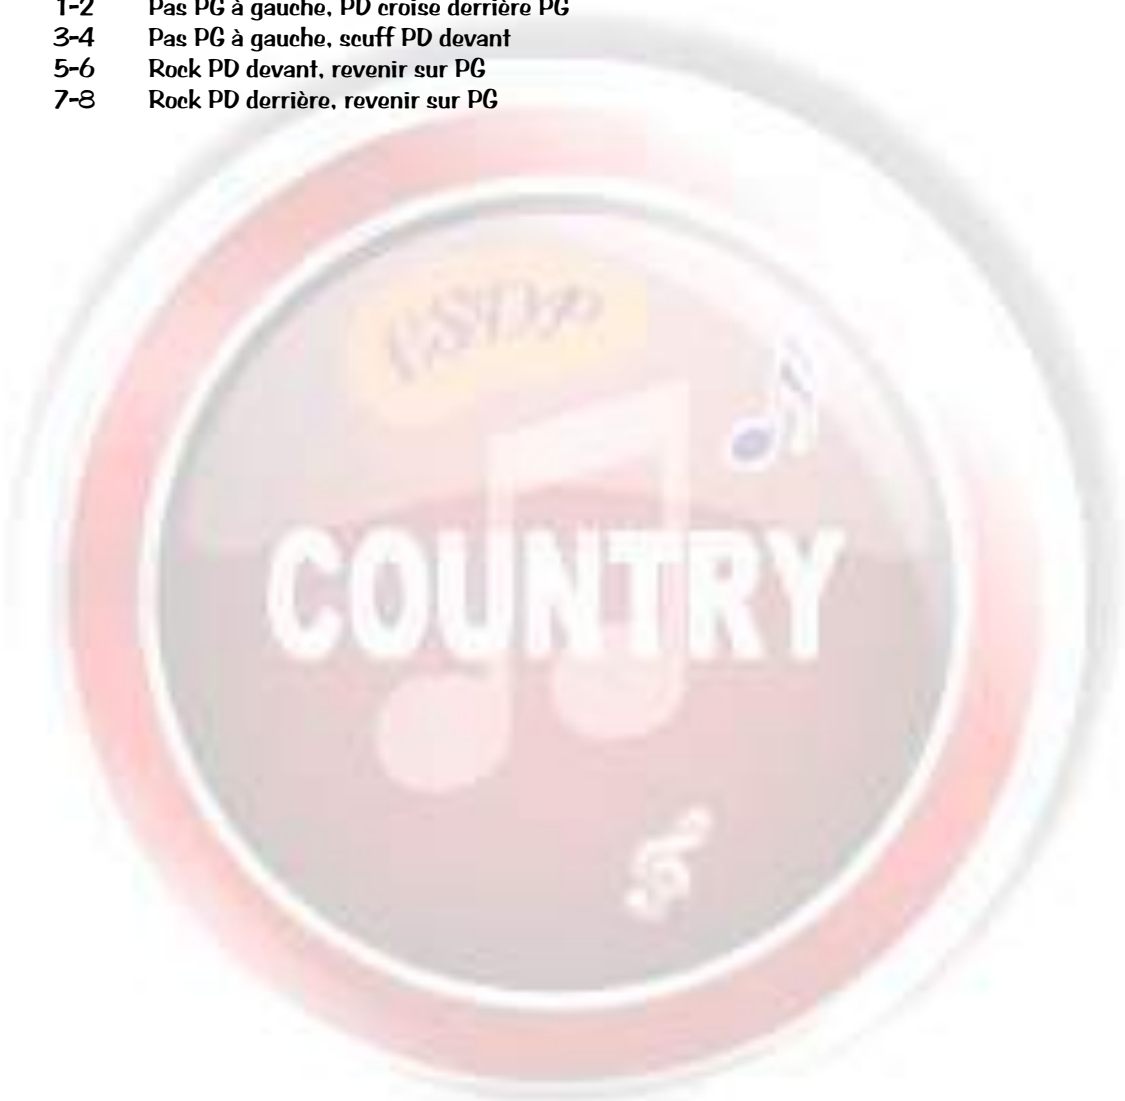 1-2 Pas PG à gauche, PD croise derrière PG
3-4 Pas PG à gauche, scuff PD devant
5-6 Rock PD devant, revenir sur PG
7-8 Rock PD derrière, revenir sur PG
COUNTRY